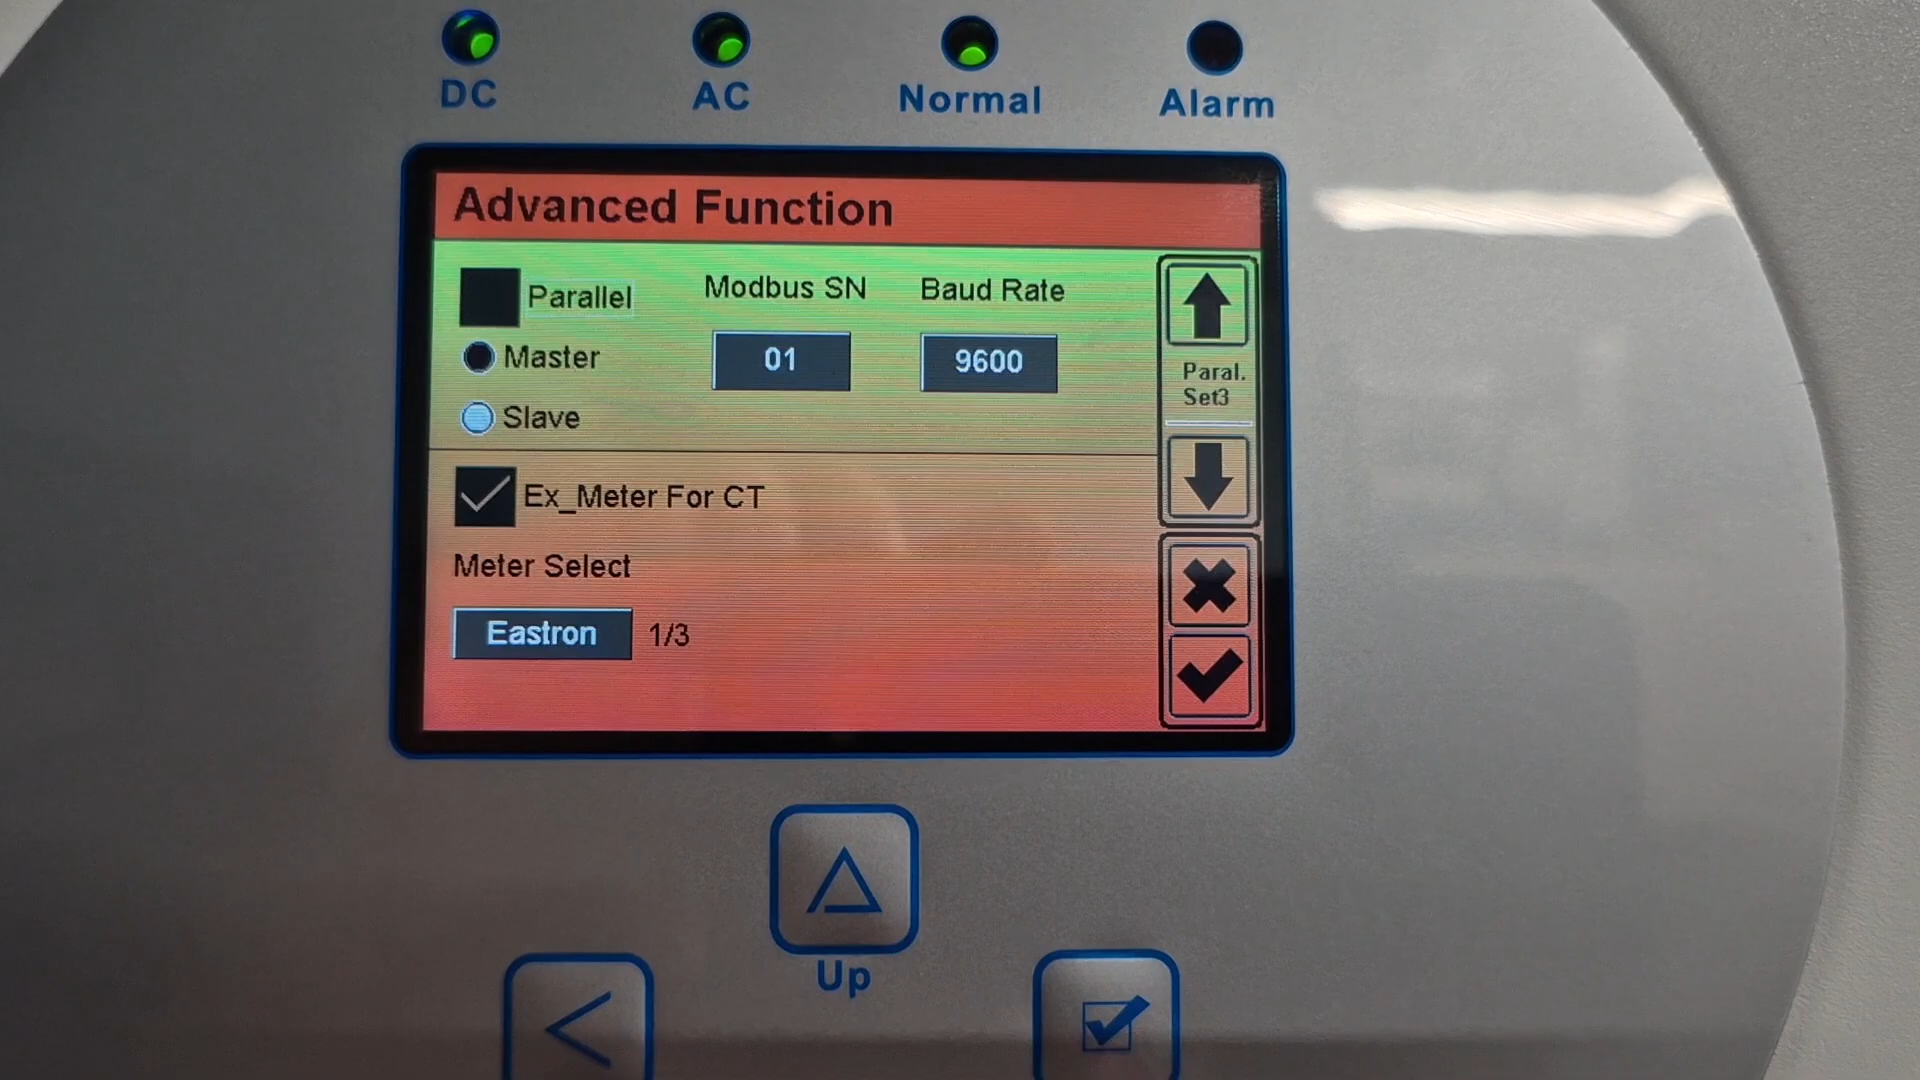 DC AC Normal Alarm
Advanced Function
Parallel Modbus SN Baud Rate
Master 01 9600
Paral.
Set3
Slave
Ex_Meter For CT
Meter Select
Eastron 1/3
Up